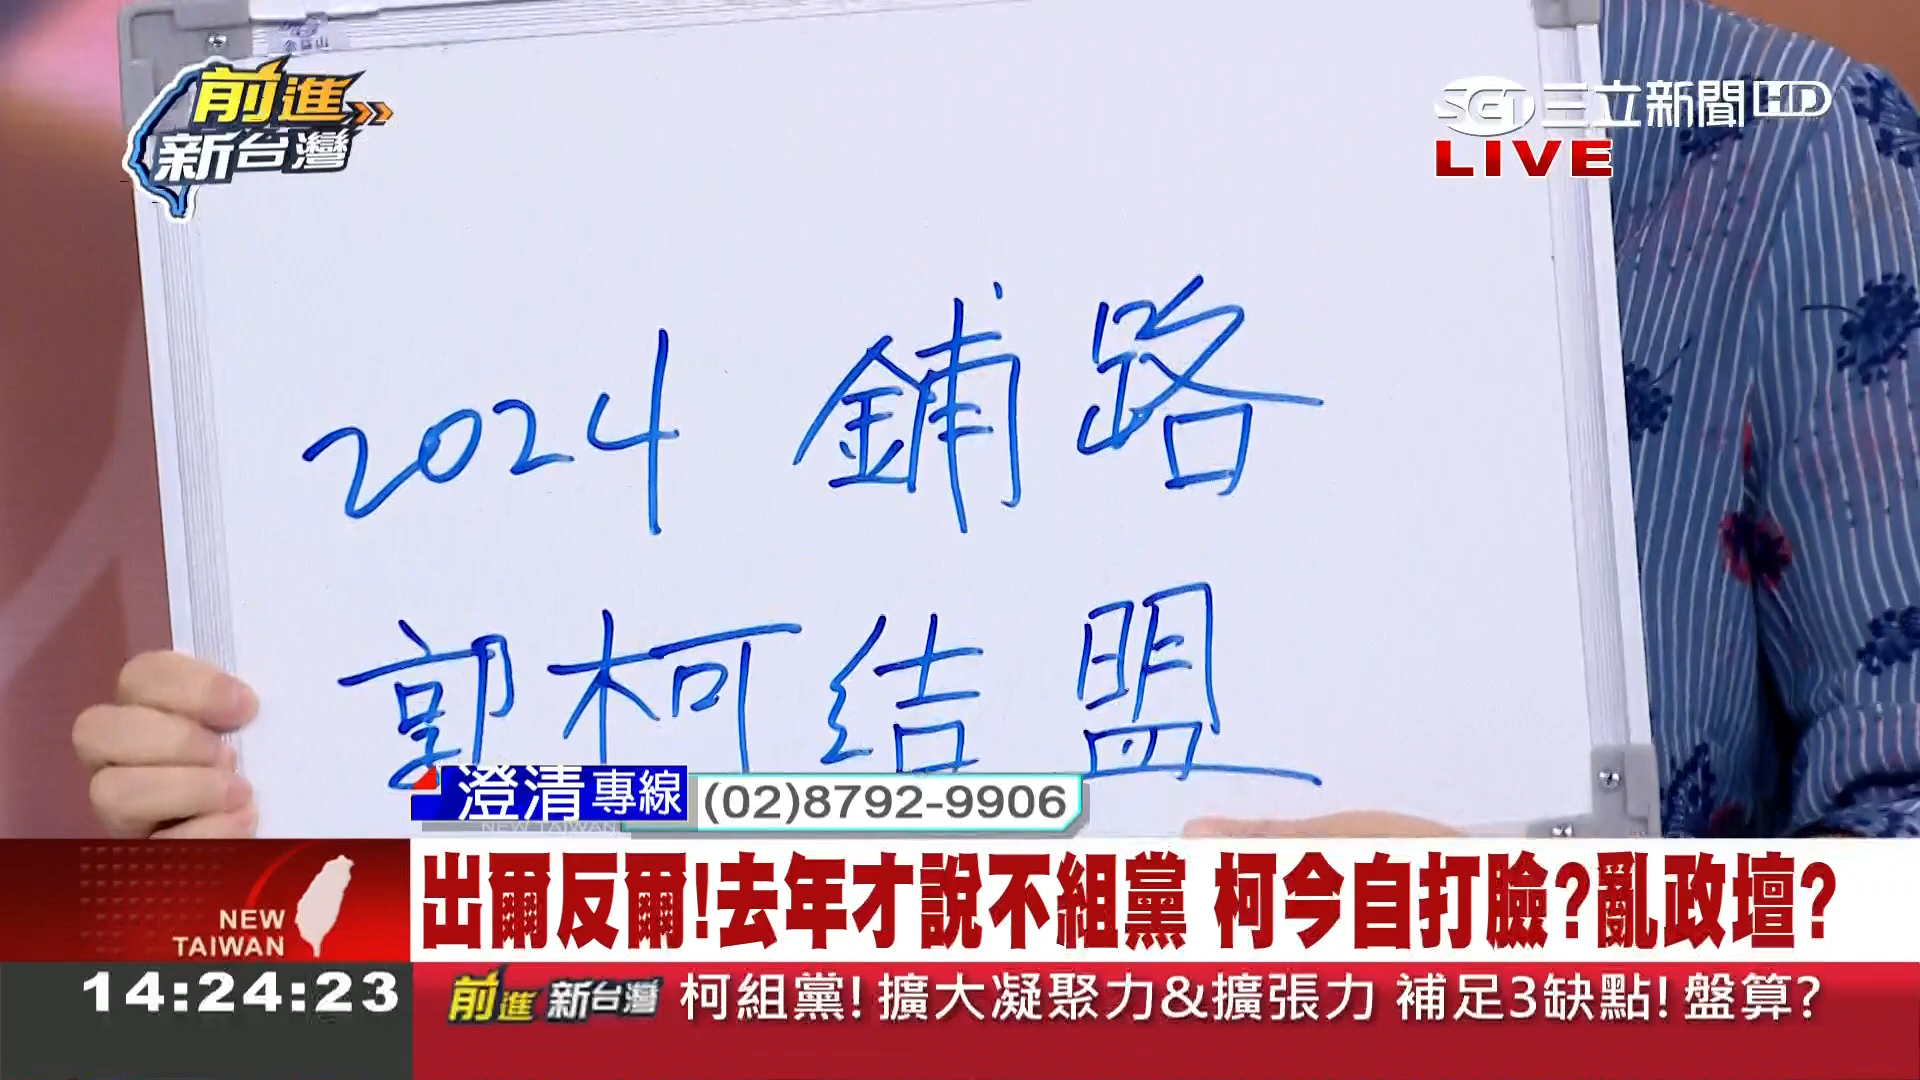 前進
新台灣
SET三立新聞HD
LIVE
2024 鋪路
郭柯结盟
澄清專線 (02)8792-9906
出爾反爾!去年才說不組黨 柯今自打臉?亂政壇?
NEW
TAIWAN
14:24:23
前進新台灣 柯組黨!擴大凝聚力&擴張力 補足3缺點!盤算?